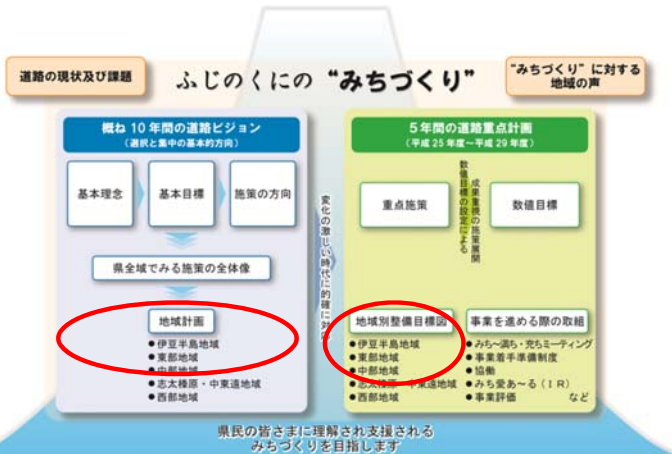 道路の現状及び課題
ふじのくにの“みちづくり”
“みちづくり”に対する
地域の声
概ね10年間の道路ビジョン
（選択と集中の基本的方向）
基本理念
基本目標
施策の方向
県全域でみる施策の全体像
地域計画
●伊豆半島地域
●東部地域
●中部地域
●志太榛原・中東遠地域
●西部地域
変化の激しい時代に的確に対応
5年間の道路重点計画
（平成25年度～平成29年度）
重点施策
成果重視の施策展開
数値目標の設定による
数値目標
地域別整備目標図
●伊豆半島地域
●東部地域
●中部地域
●志太榛原・中東遠地域
●西部地域
事業を進める際の取組
●みち～満ち・充ちミーティング
●事業着手準備制度
●協働
●みち愛あ～る（IR）
●事業評価 など
県民の皆さまに理解され支援される
みちづくりを目指します